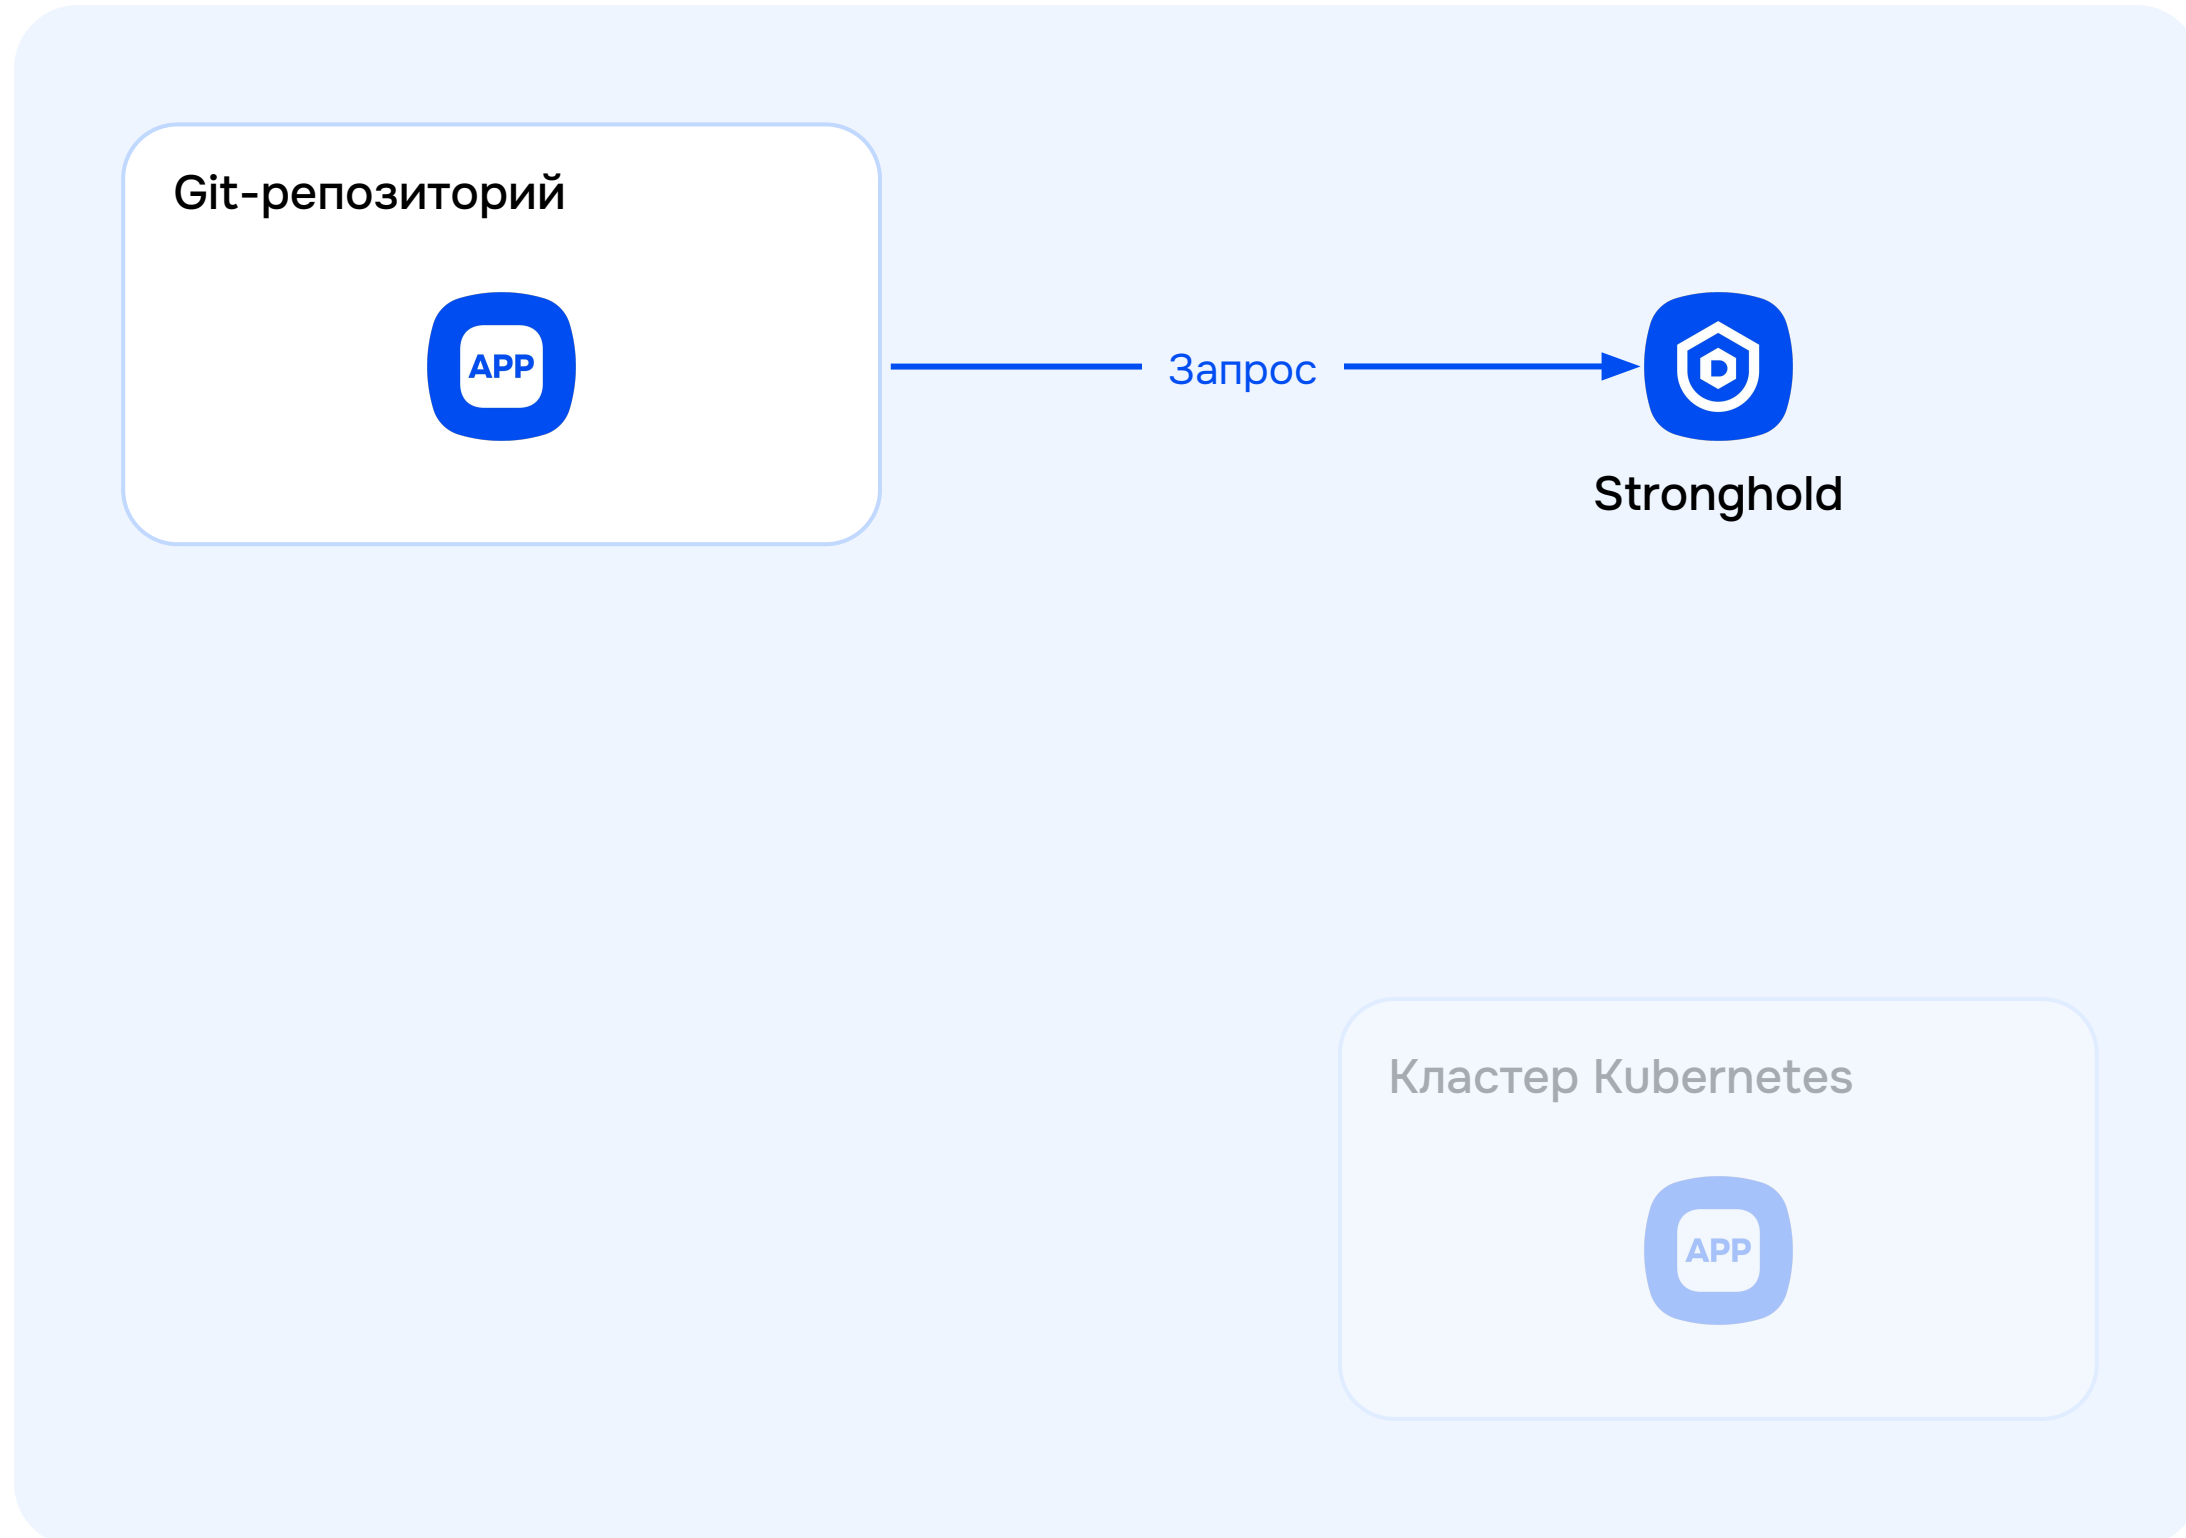 Git-репозиторий
APP
Запрос
Stronghold
Кластер Kubernetes
APP